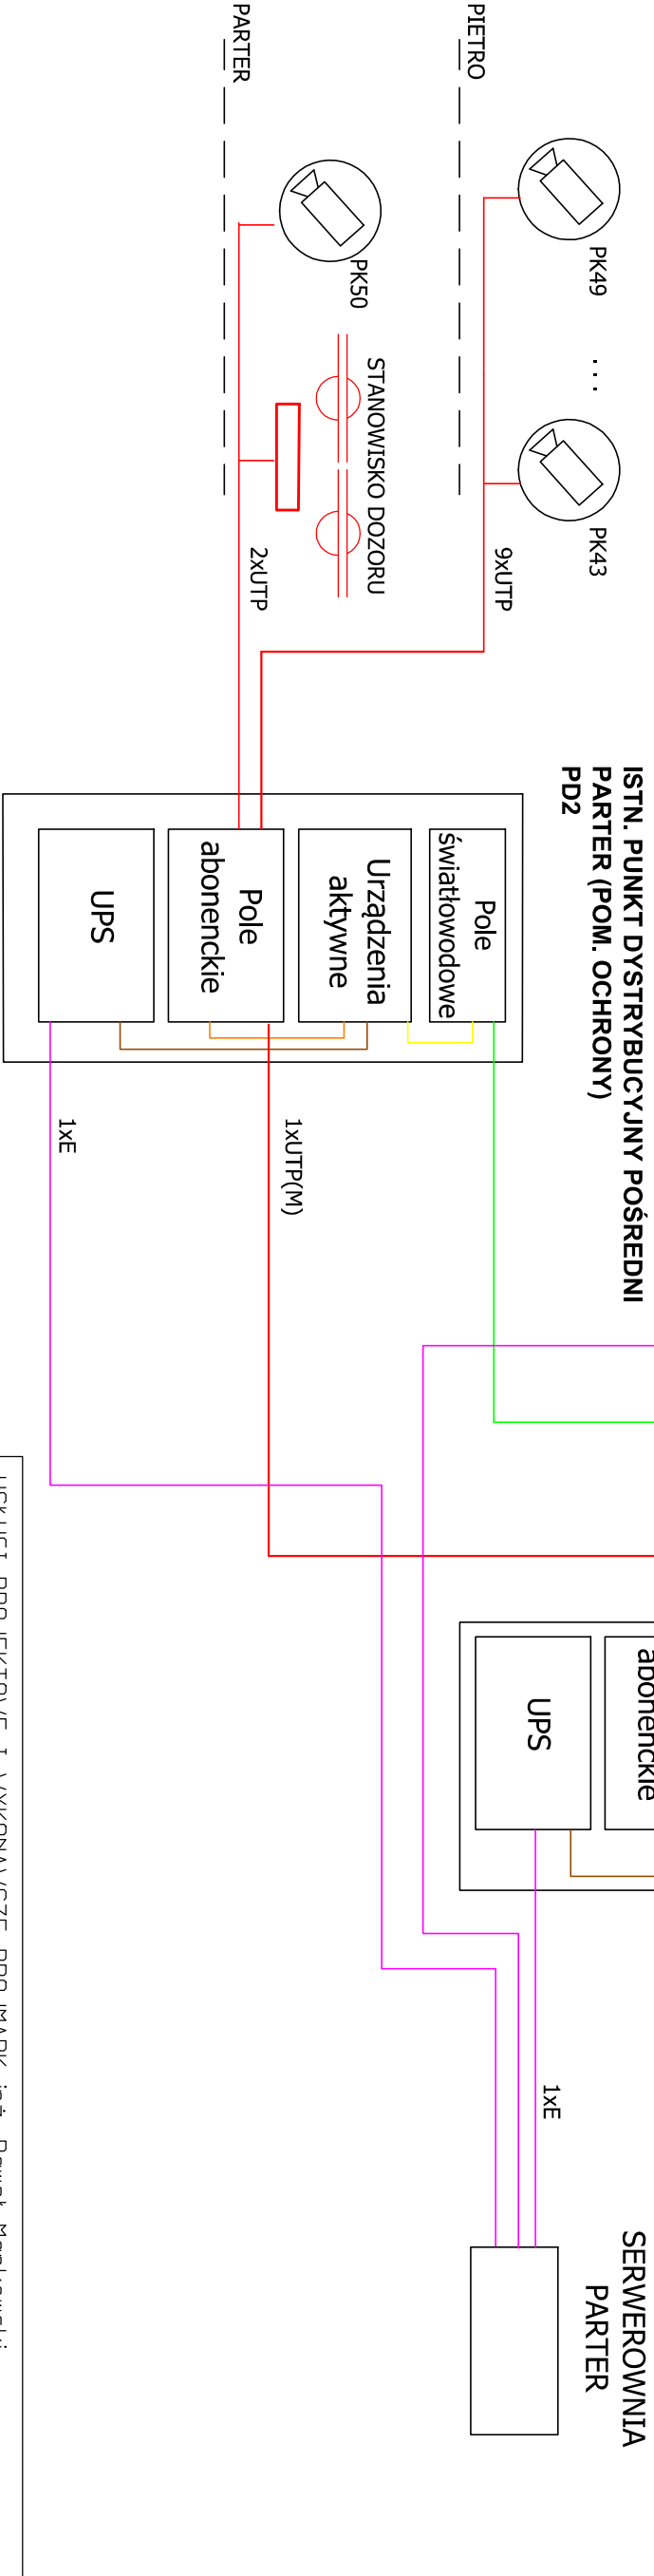 PIETRO
PK49
...
PK43
9xUTP
PARTER
PK50
STANOWISKO DOZORU
2xUTP
ISTN. PUNKT DYSTRYBUCYJNY POŚREDNI
PARTER (POM. OCHRONY)
PD2
Pole
światłowodowe
Urządzenia
aktywne
Pole
abonenckie
UPS
1xUTP(M)
1xE
abonenckie
UPS
1xE
SERWEROWNIA
PARTER